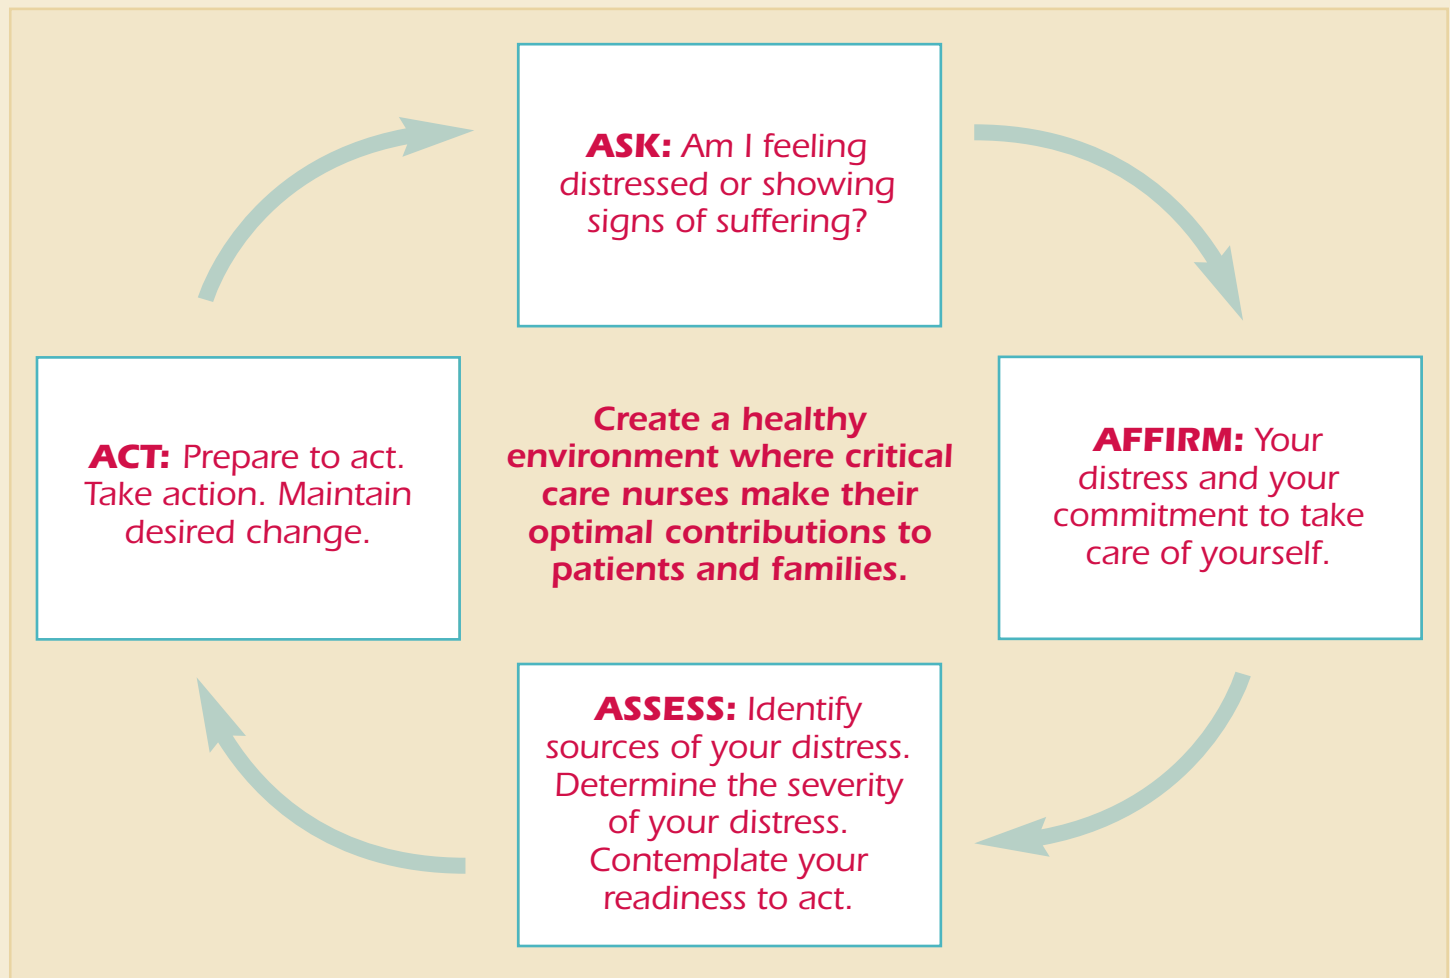 ASK: Am I feeling
distressed or showing
signs of suffering?
AFFIRM: Your
distress and your
commitment to take
care of yourself.
ASSESS: Identify
sources of your distress.
Determine the severity
of your distress.
Contemplate your
readiness to act.
ACT: Prepare to act.
Take action. Maintain
desired change.
Create a healthy
environment where critical
care nurses make their
optimal contributions to
patients and families.